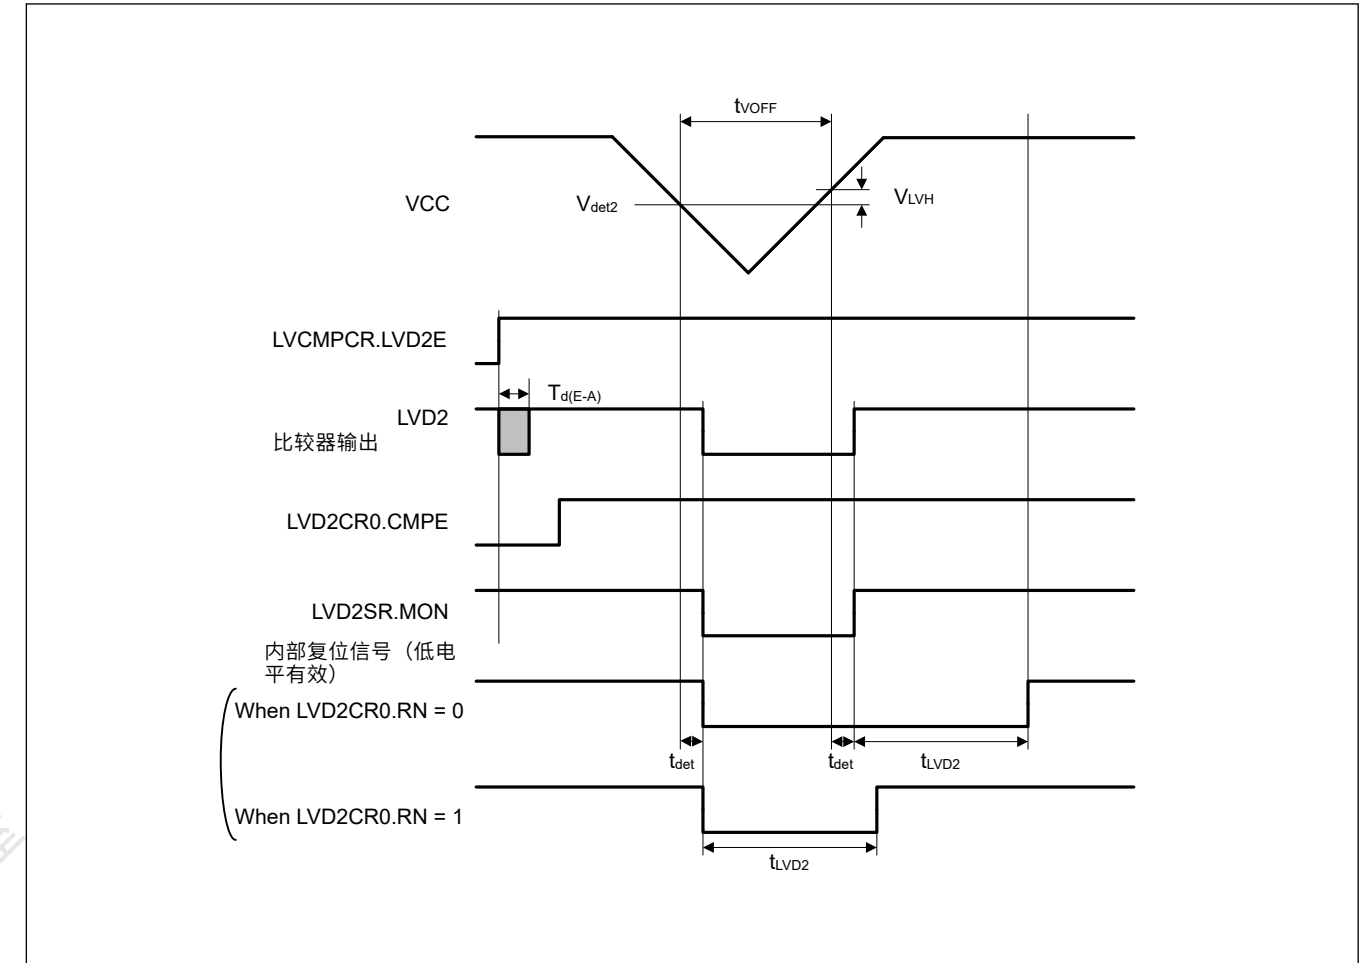 tVOFF
VCC
Vdet2
VLVH
LVCMPCR.LVD2E
Td(E-A)
LVD2
比较器输出
LVD2CR0.CMPE
LVD2SR.MON
内部复位信号（低电
平有效）
When LVD2CR0.RN = 0
tdet
tdet
tLVD2
When LVD2CR0.RN = 1
tLVD2